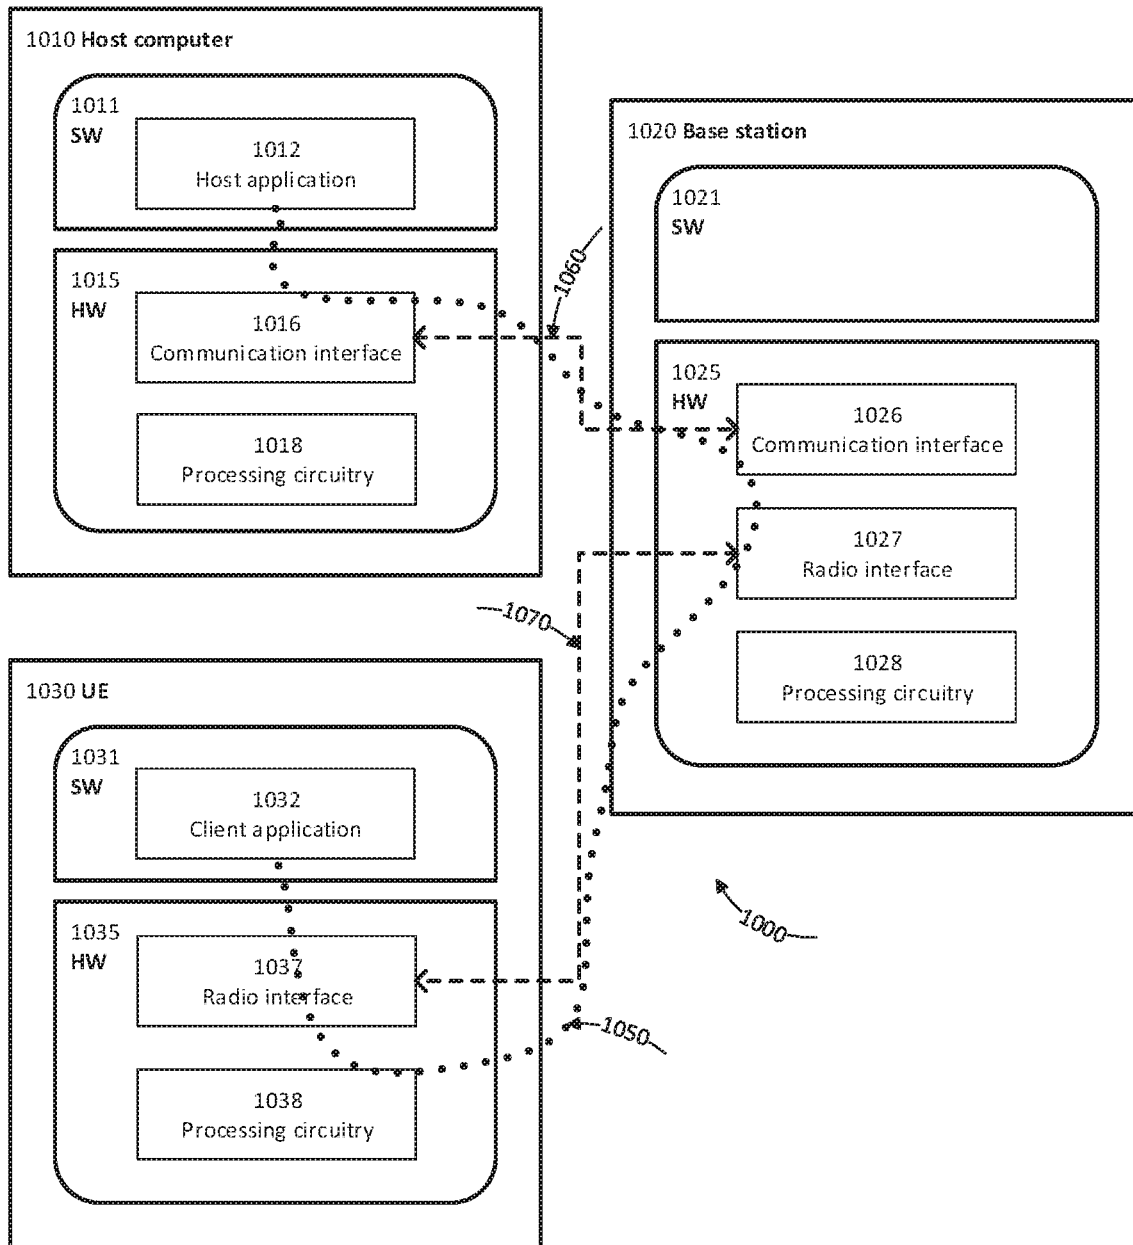 1010 Host computer
1011
SW
1012
Host application
1015
HW
1016
Communication interface
1018
Processing circuitry
1060
1020 Base station
1021
SW
1025
HW
1026
Communication interface
1027
Radio interface
1028
Processing circuitry
1070
1030 UE
1031
SW
1032
Client application
1035
HW
1037
Radio interface
1038
Processing circuitry
1000
1050